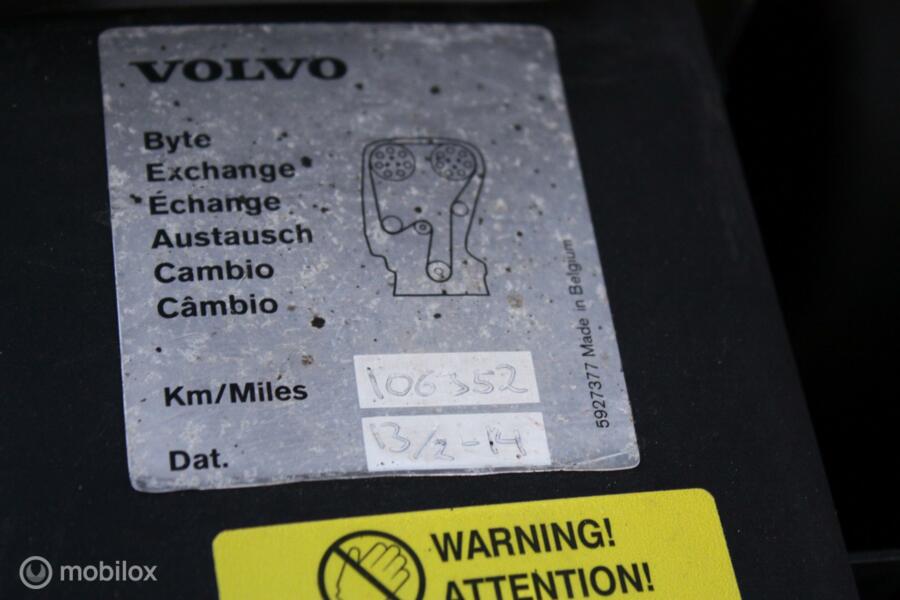 VOLVO
Byte
Exchange
Échange
Austausch
Cambio
Câmbio
Km/Miles 106352
Dat. 13/2-14
5927377 Made in Belgium
WARNING!
ATTENTION!
mobilox